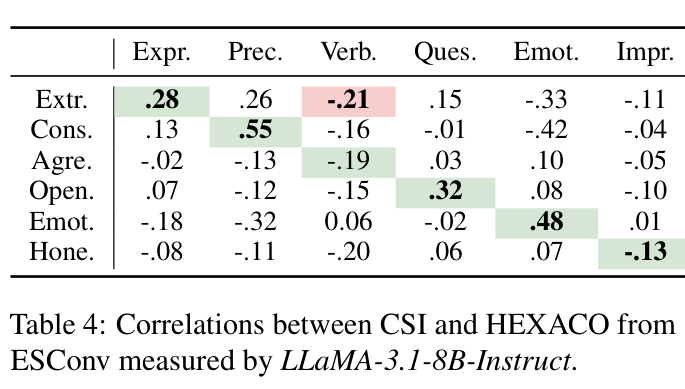 Expr. Prec. Verb. Ques. Emot. Impr.
Extr. .28 .26 -.21 .15 -.33 -.11
Cons. .13 .55 -.16 -.01 -.42 -.04
Agre. -.02 -.13 -.19 .03 .10 -.05
Open. .07 -.12 -.15 .32 .08 -.10
Emot. -.18 -.32 0.06 -.02 .48 .01
Hone. -.08 -.11 -.20 .06 .07 -.13
Table 4: Correlations between CSI and HEXACO from
ESConv measured by LLaMA-3.1-8B-Instruct.